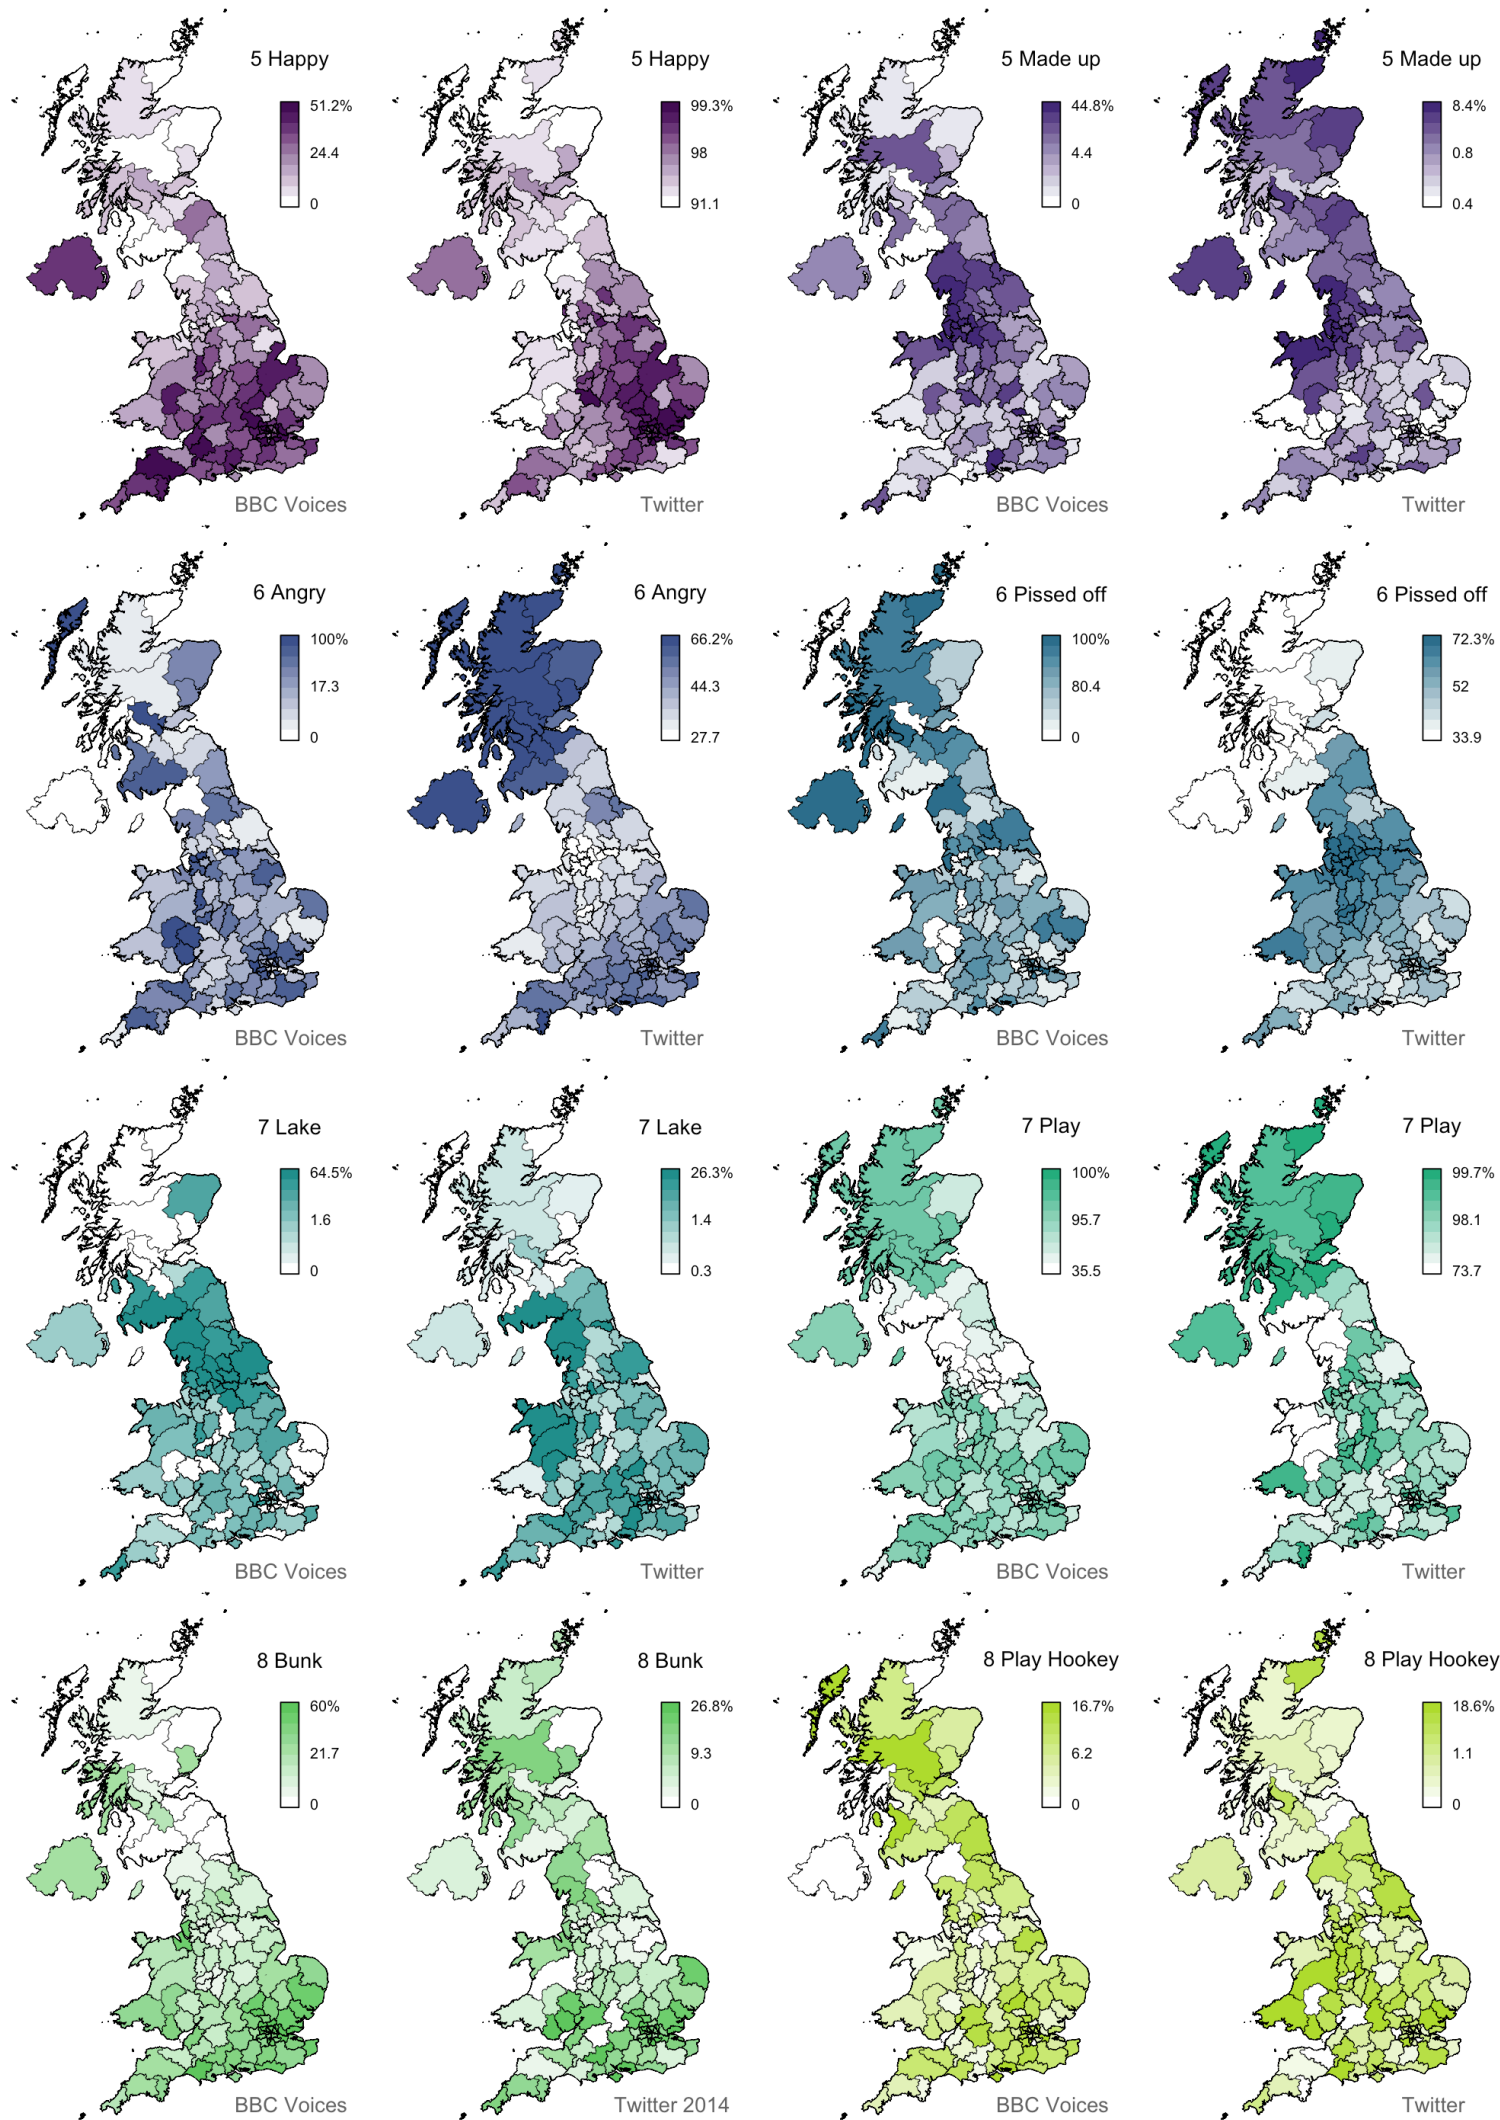 5 Happy
51.2%
24.4
0
BBC Voices
5 Happy
99.3%
98
91.1
Twitter
5 Made up
44.8%
4.4
0
BBC Voices
5 Made up
8.4%
0.8
0.4
Twitter
6 Angry
100%
17.3
0
BBC Voices
6 Angry
66.2%
44.3
27.7
Twitter
6 Pissed off
100%
80.4
0
BBC Voices
6 Pissed off
72.3%
52
33.9
Twitter
7 Lake
64.5%
1.6
0
BBC Voices
7 Lake
26.3%
1.4
0.3
Twitter
7 Play
100%
95.7
35.5
BBC Voices
7 Play
99.7%
98.1
73.7
Twitter
8 Bunk
60%
21.7
0
BBC Voices
8 Bunk
26.8%
9.3
0
Twitter 2014
8 Play Hookey
16.7%
6.2
0
BBC Voices
8 Play Hookey
18.6%
1.1
0
Twitter